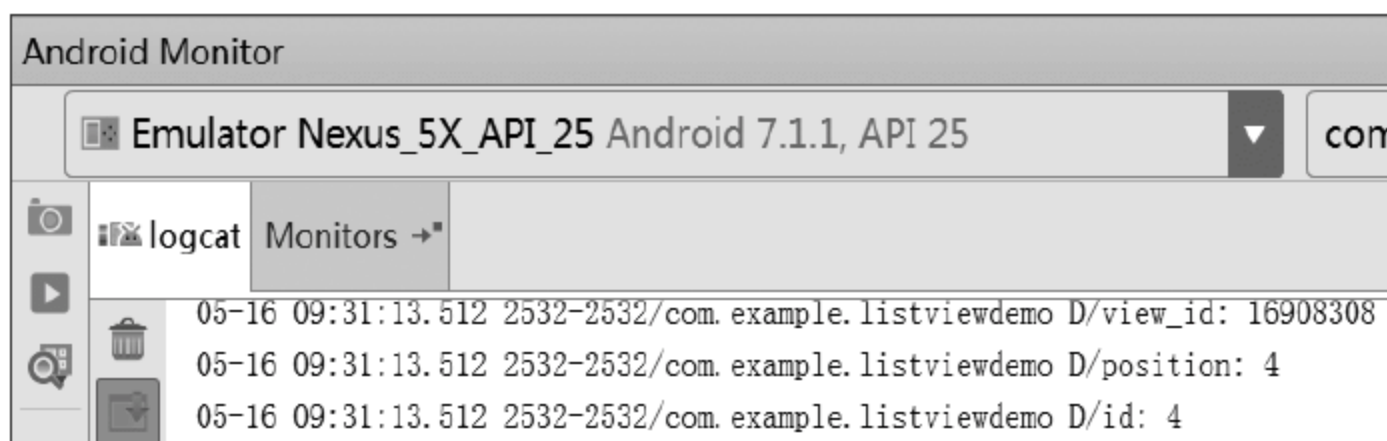 Android Monitor
Emulator Nexus_5X_API_25 Android 7.1.1, API 25
com
logcat
Monitors
05-16 09:31:13.512 2532-2532/com.example.listviewdemo D/view_id: 16908308
05-16 09:31:13.512 2532-2532/com.example.listviewdemo D/position: 4
05-16 09:31:13.512 2532-2532/com.example.listviewdemo D/id: 4